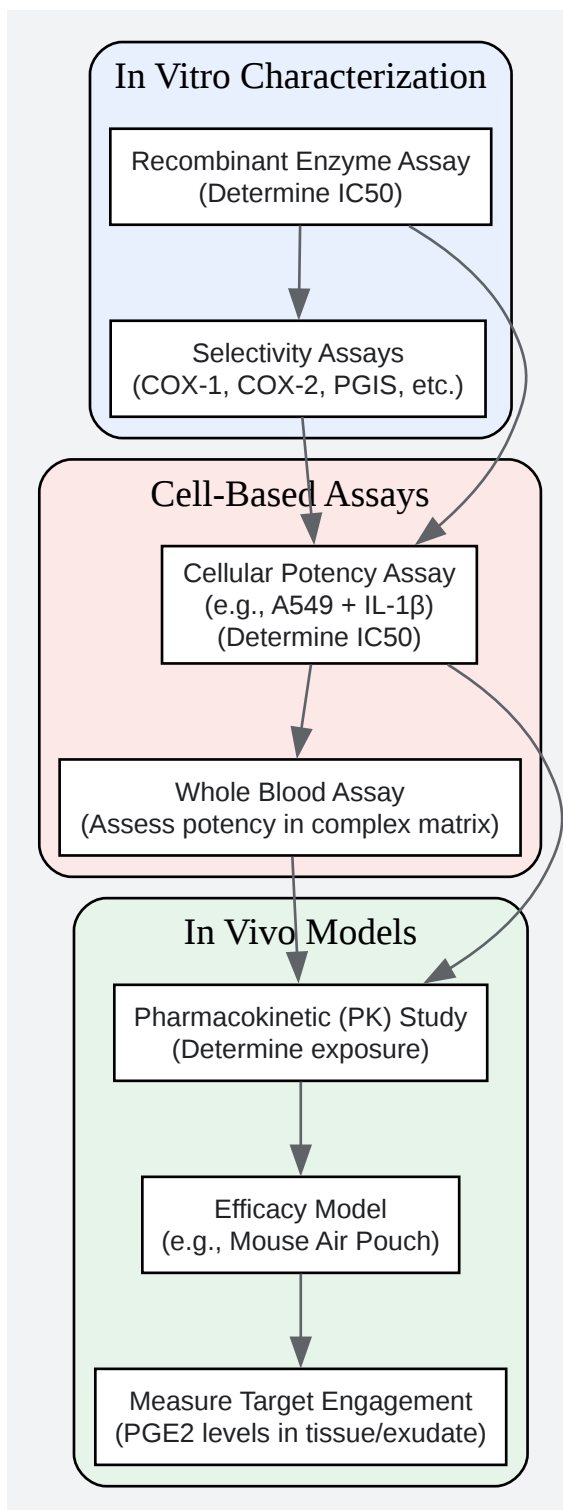 In Vitro Characterization
Recombinant Enzyme Assay
(Determine IC50)
Selectivity Assays
(COX-1, COX-2, PGIS, etc.)
Cell-Based Assays
Cellular Potency Assay
(e.g., A549 + IL-1β)
(Determine IC50)
Whole Blood Assay
(Assess potency in complex matrix)
In Vivo Models
Pharmacokinetic (PK) Study
(Determine exposure)
Efficacy Model
(e.g., Mouse Air Pouch)
Measure Target Engagement
(PGE2 levels in tissue/exudate)